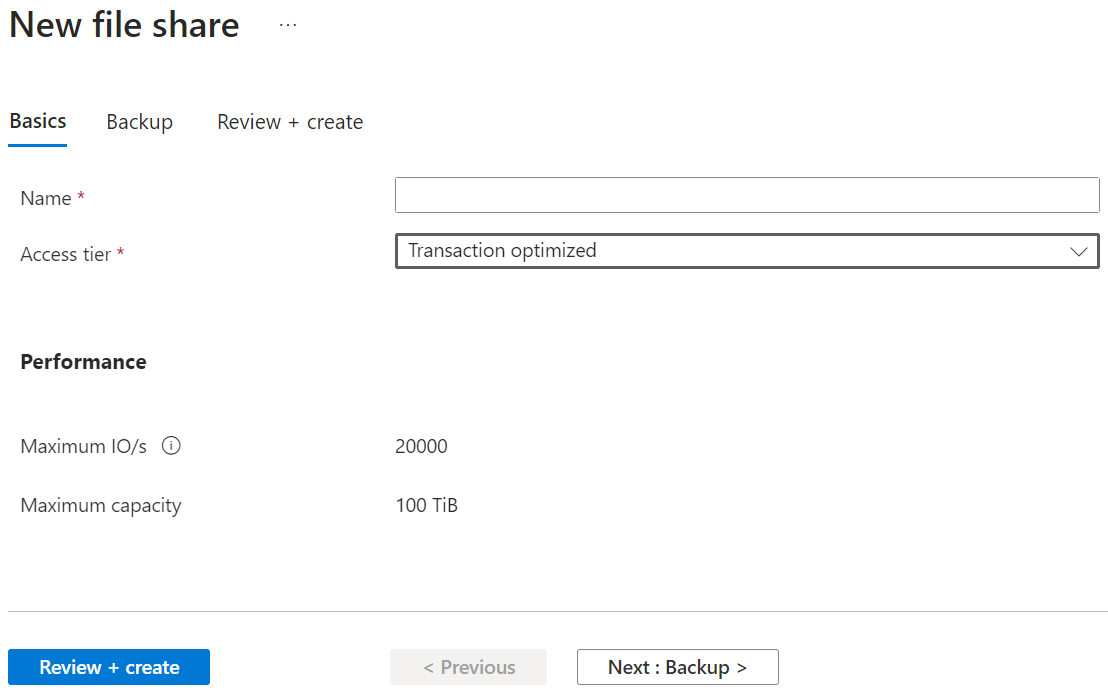 New file share ...
Basics Backup Review + create
Name *
Access tier * Transaction optimized
Performance
Maximum IO/s 20000
Maximum capacity 100 TiB
Review + create < Previous Next : Backup >